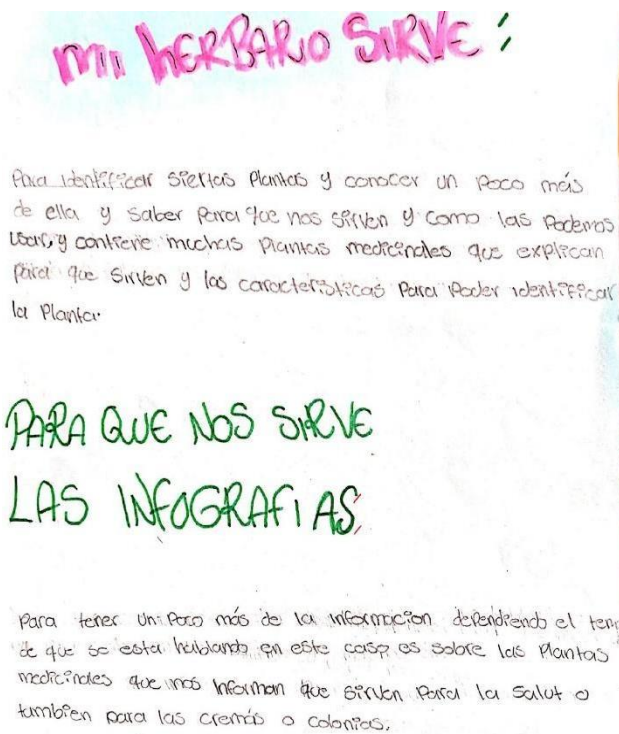 mi hERBARIO SIRVE:
Para identificar siertas Plantas y conocer un Poco más
de ella y saber Para que nos sirven y como las Podemos
usar, y contiene muchas Plantas medicinales que explican
para que Sirven y las caracteristicas Para Poder identificar
la Planta.
PARA QUE NOS SIRVE
LAS INFOGRAFIAS
Para tener un Poco más de la informacion dependiendo el tem
de que se esta hablando en este caso es sobre las Plantas
medicinales que nos informan que sirven Para la Salut o
tambien para las cremás o colonias.